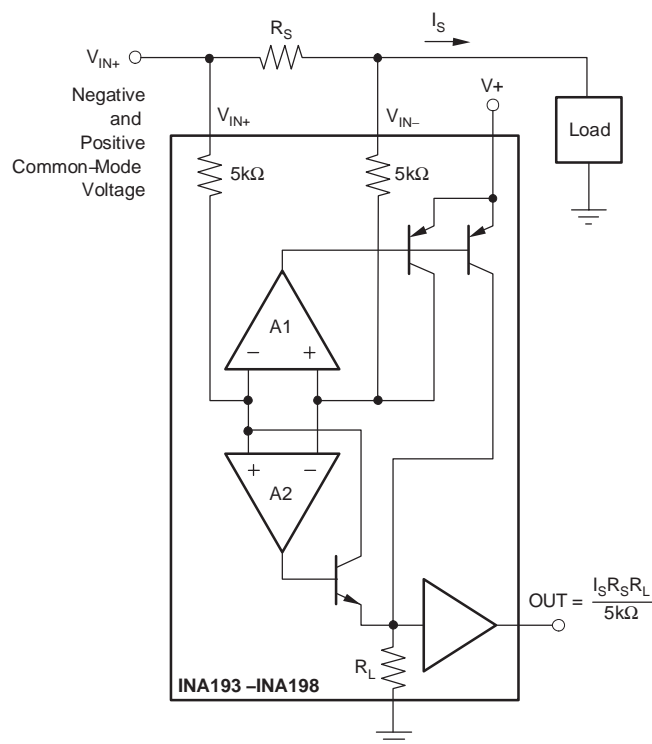 R_S
I_S
V_IN+
V+
Negative
and
Positive
Common–Mode
Voltage
V_IN+
V_IN–
Load
5kΩ
5kΩ
A1
– +
+ –
A2
OUT = I_S R_S R_L / 5kΩ
R_L
INA193 –INA198